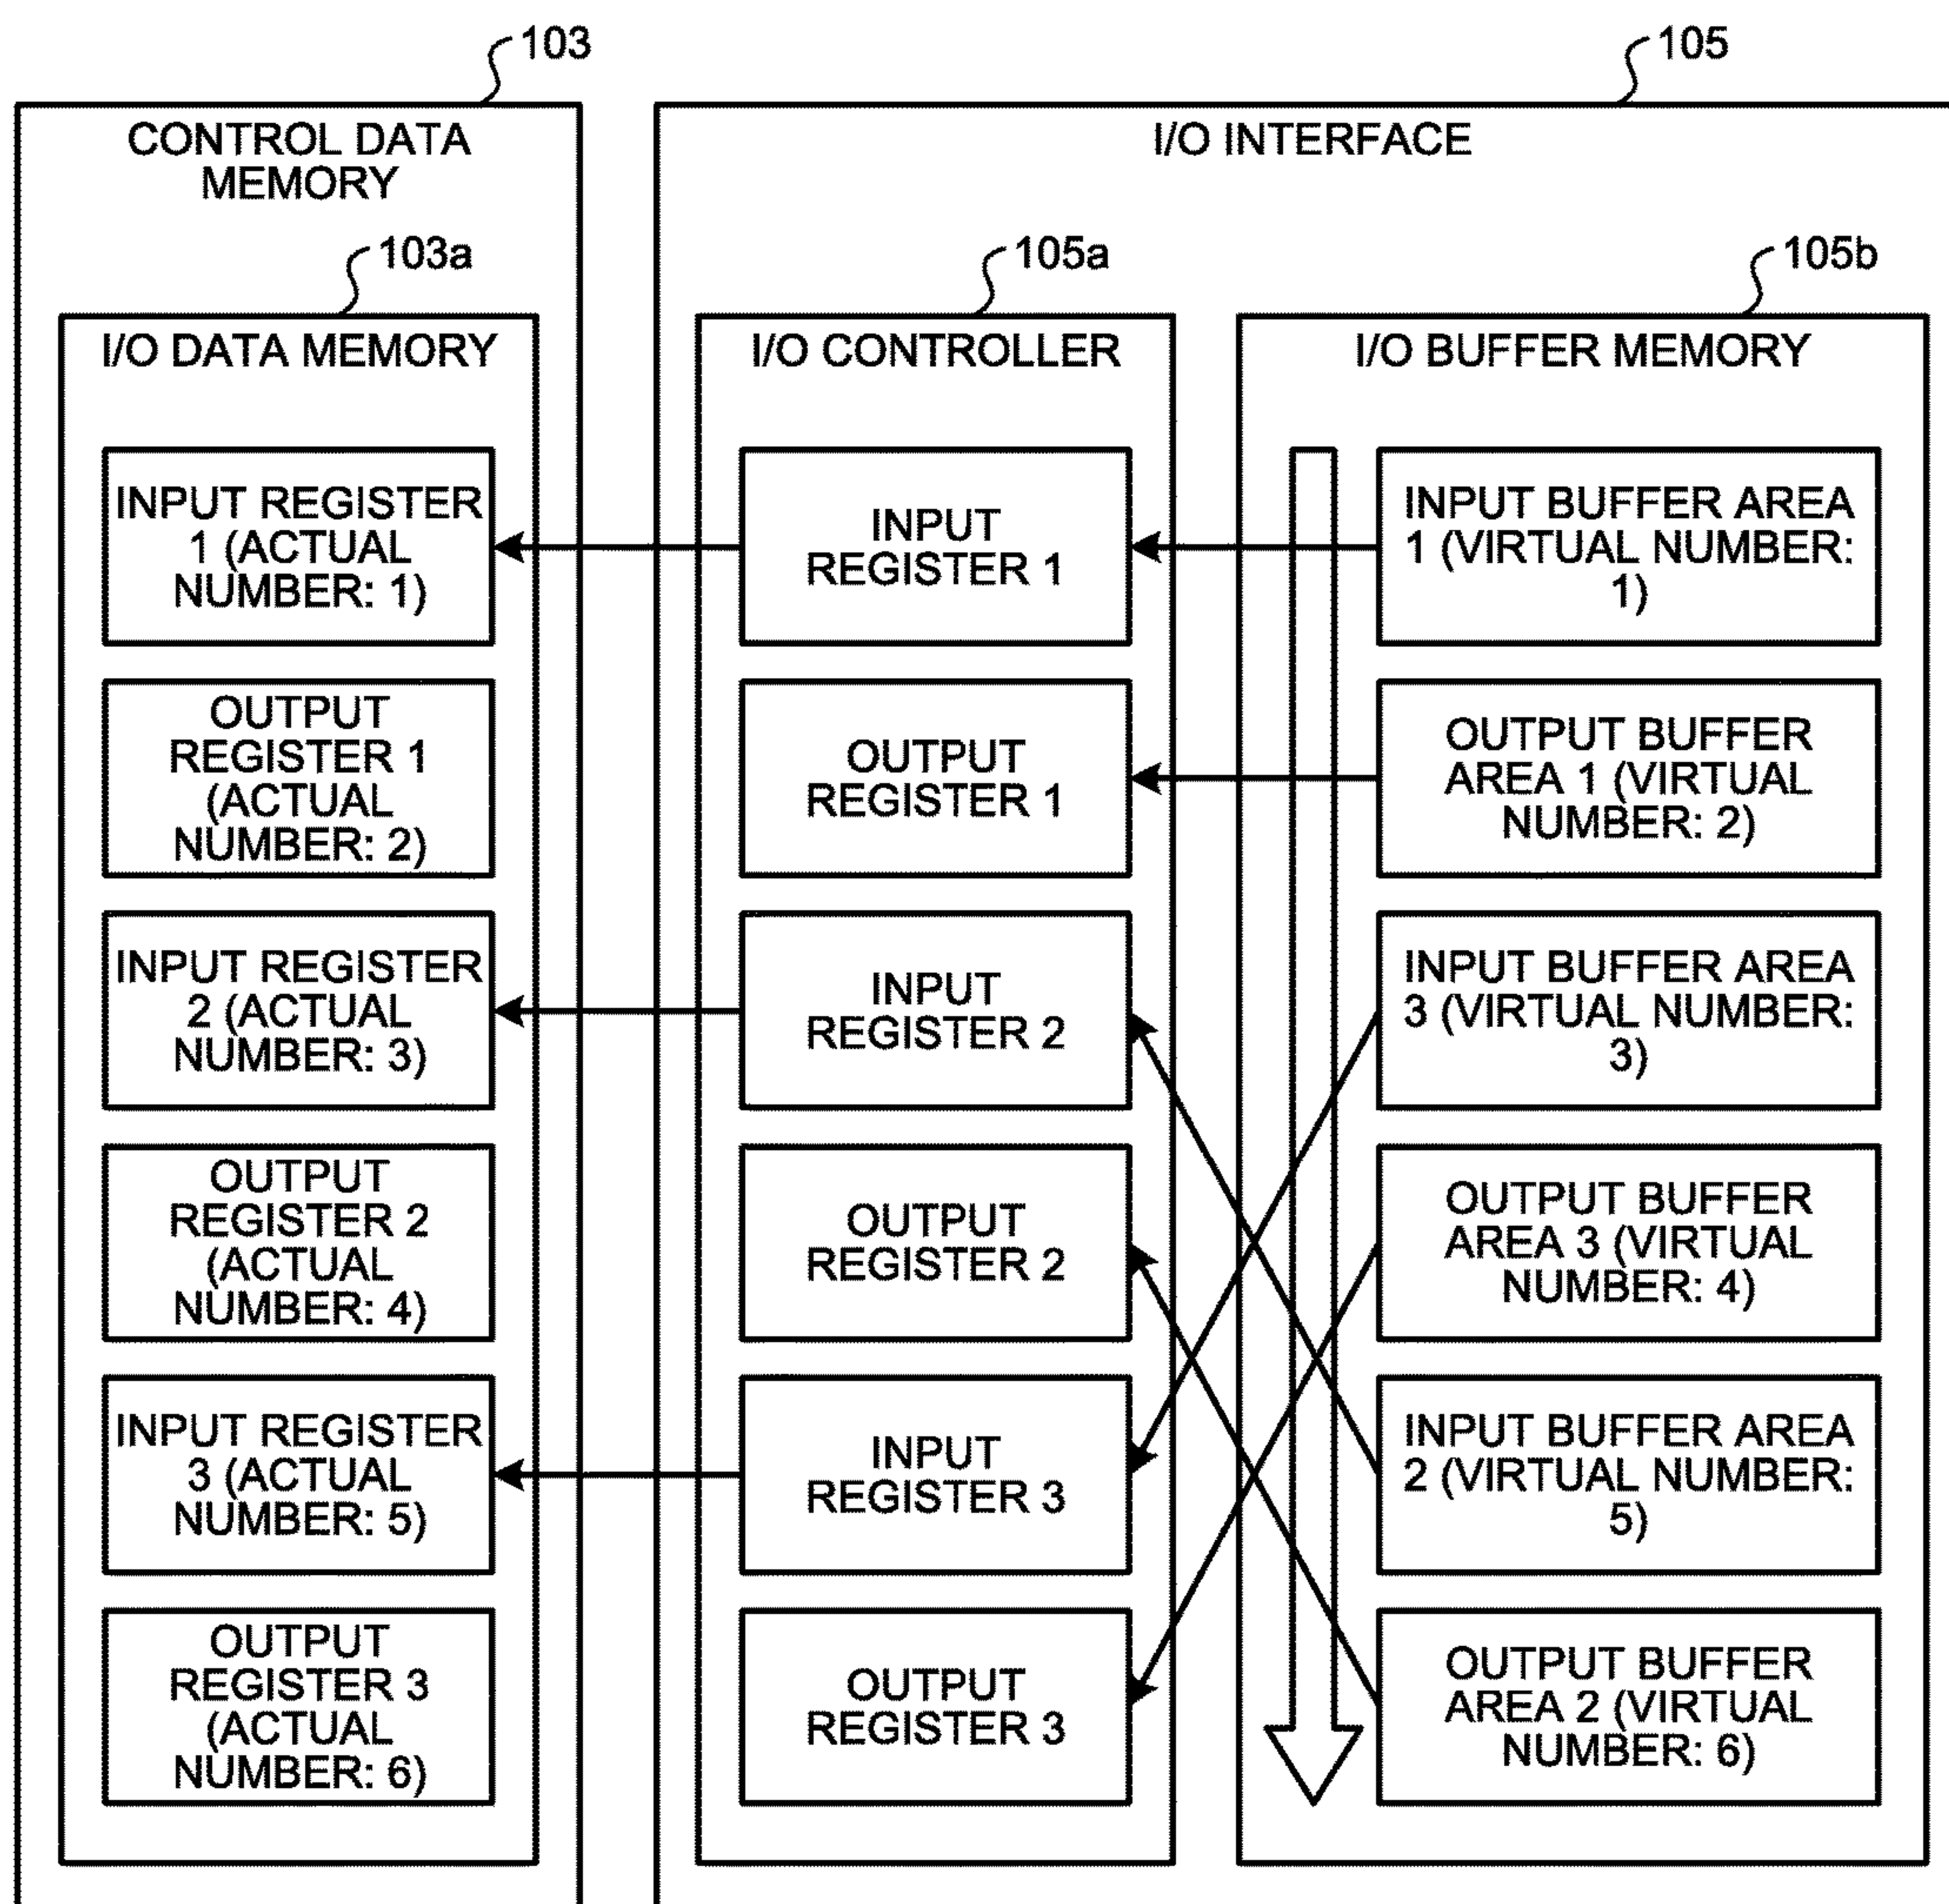 103
105
CONTROL DATA
MEMORY
I/O INTERFACE
103a
105a
105b
I/O DATA MEMORY
I/O CONTROLLER
I/O BUFFER MEMORY
INPUT REGISTER
1 (ACTUAL
NUMBER: 1)
INPUT
REGISTER 1
INPUT BUFFER AREA
1 (VIRTUAL NUMBER:
1)
OUTPUT
REGISTER 1
(ACTUAL
NUMBER: 2)
OUTPUT
REGISTER 1
OUTPUT BUFFER
AREA 1 (VIRTUAL
NUMBER: 2)
INPUT REGISTER
2 (ACTUAL
NUMBER: 3)
INPUT
REGISTER 2
INPUT BUFFER AREA
3 (VIRTUAL NUMBER:
3)
OUTPUT
REGISTER 2
(ACTUAL
NUMBER: 4)
OUTPUT
REGISTER 2
OUTPUT BUFFER
AREA 3 (VIRTUAL
NUMBER: 4)
INPUT REGISTER
3 (ACTUAL
NUMBER: 5)
INPUT
REGISTER 3
INPUT BUFFER AREA
2 (VIRTUAL NUMBER:
5)
OUTPUT
REGISTER 3
(ACTUAL
NUMBER: 6)
OUTPUT
REGISTER 3
OUTPUT BUFFER
AREA 2 (VIRTUAL
NUMBER: 6)